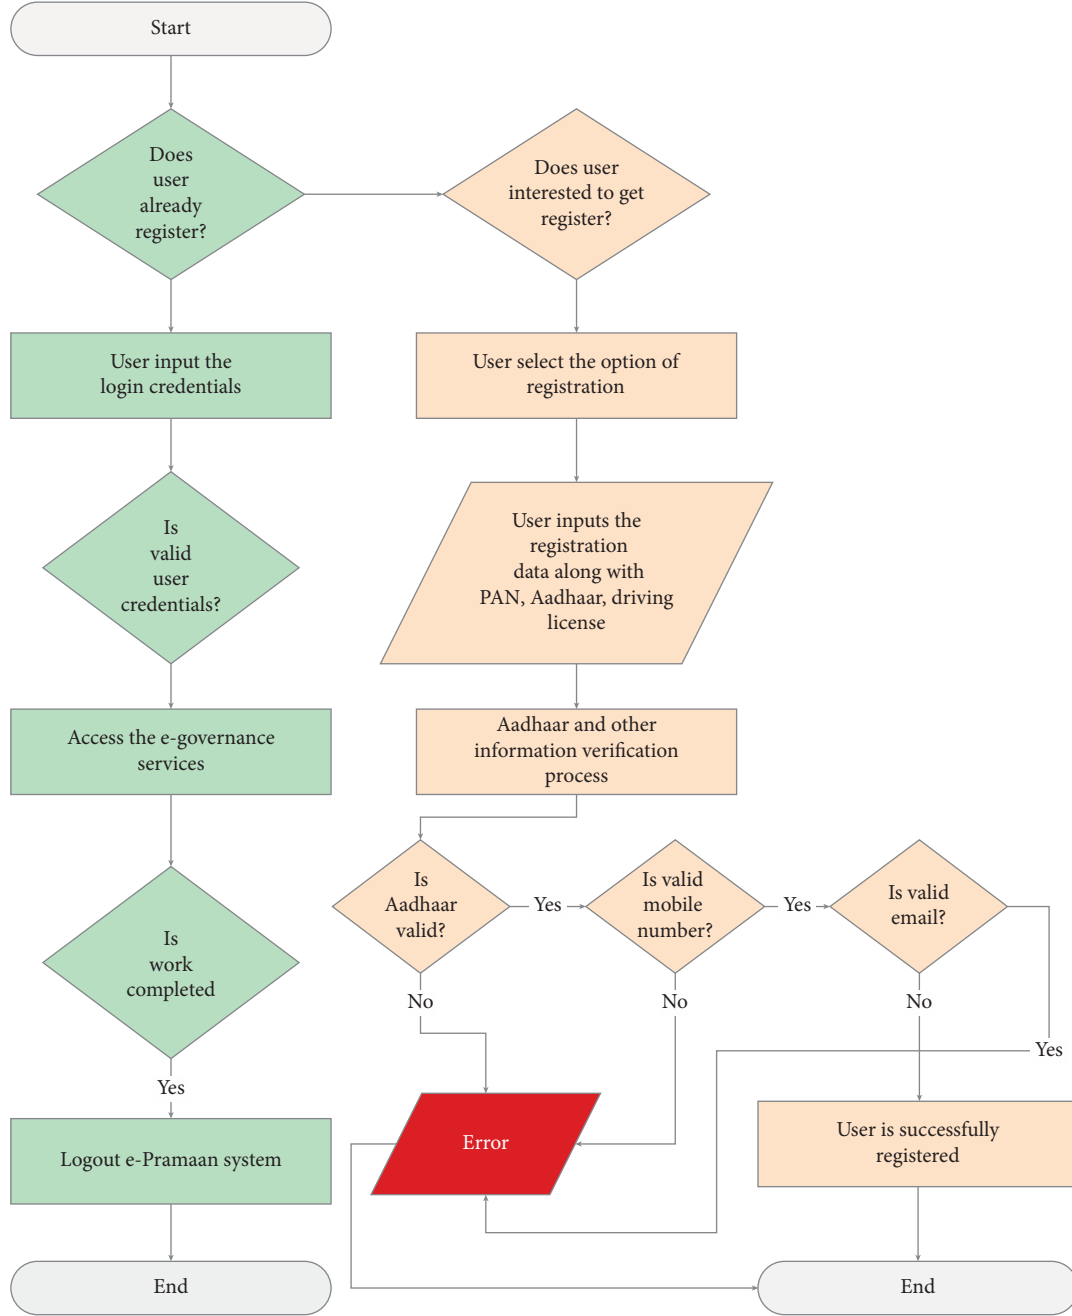 Start
Does
user
already
register?
Does user
interested to get
register?
User input the
login credentials
User select the option of
registration
Is
valid
user
credentials?
User inputs the
registration
data along with
PAN, Aadhaar, driving
license
Access the e-governance
services
Aadhaar and other
information verification
process
Is
work
completed
Is
Aadhaar
valid?
Yes
Is valid
mobile
number?
Yes
Is valid
email?
No
No
No
Yes
Yes
Logout e-Pramaan system
Error
User is successfully
registered
End
End